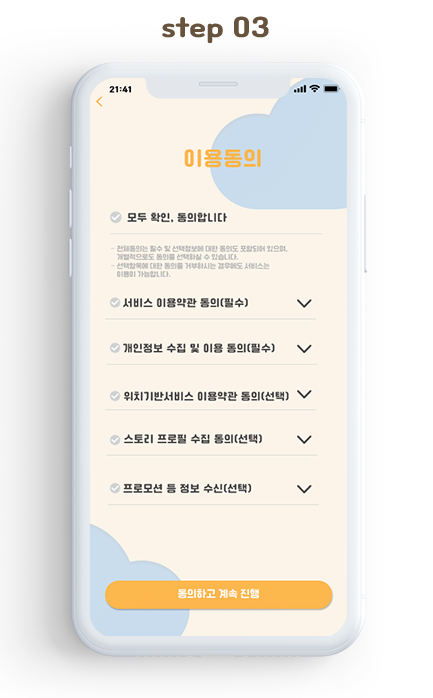 step 03
21:41
이용동의
모두 확인, 동의합니다
- 전체동의는 필수 및 선택정보에 대한 동의도 포함되어 있으며,
개별적으로도 동의를 선택하실 수 있습니다.
- 선택항목에 대한 동의를 거부하시는 경우에도 서비스는
이용이 가능합니다.
서비스 이용약관 동의(필수)
개인정보 수집 및 이용 동의(필수)
위치기반서비스 이용약관 동의(선택)
스토리 프로필 수집 동의(선택)
프로모션 등 정보 수신(선택)
동의하고 계속 진행